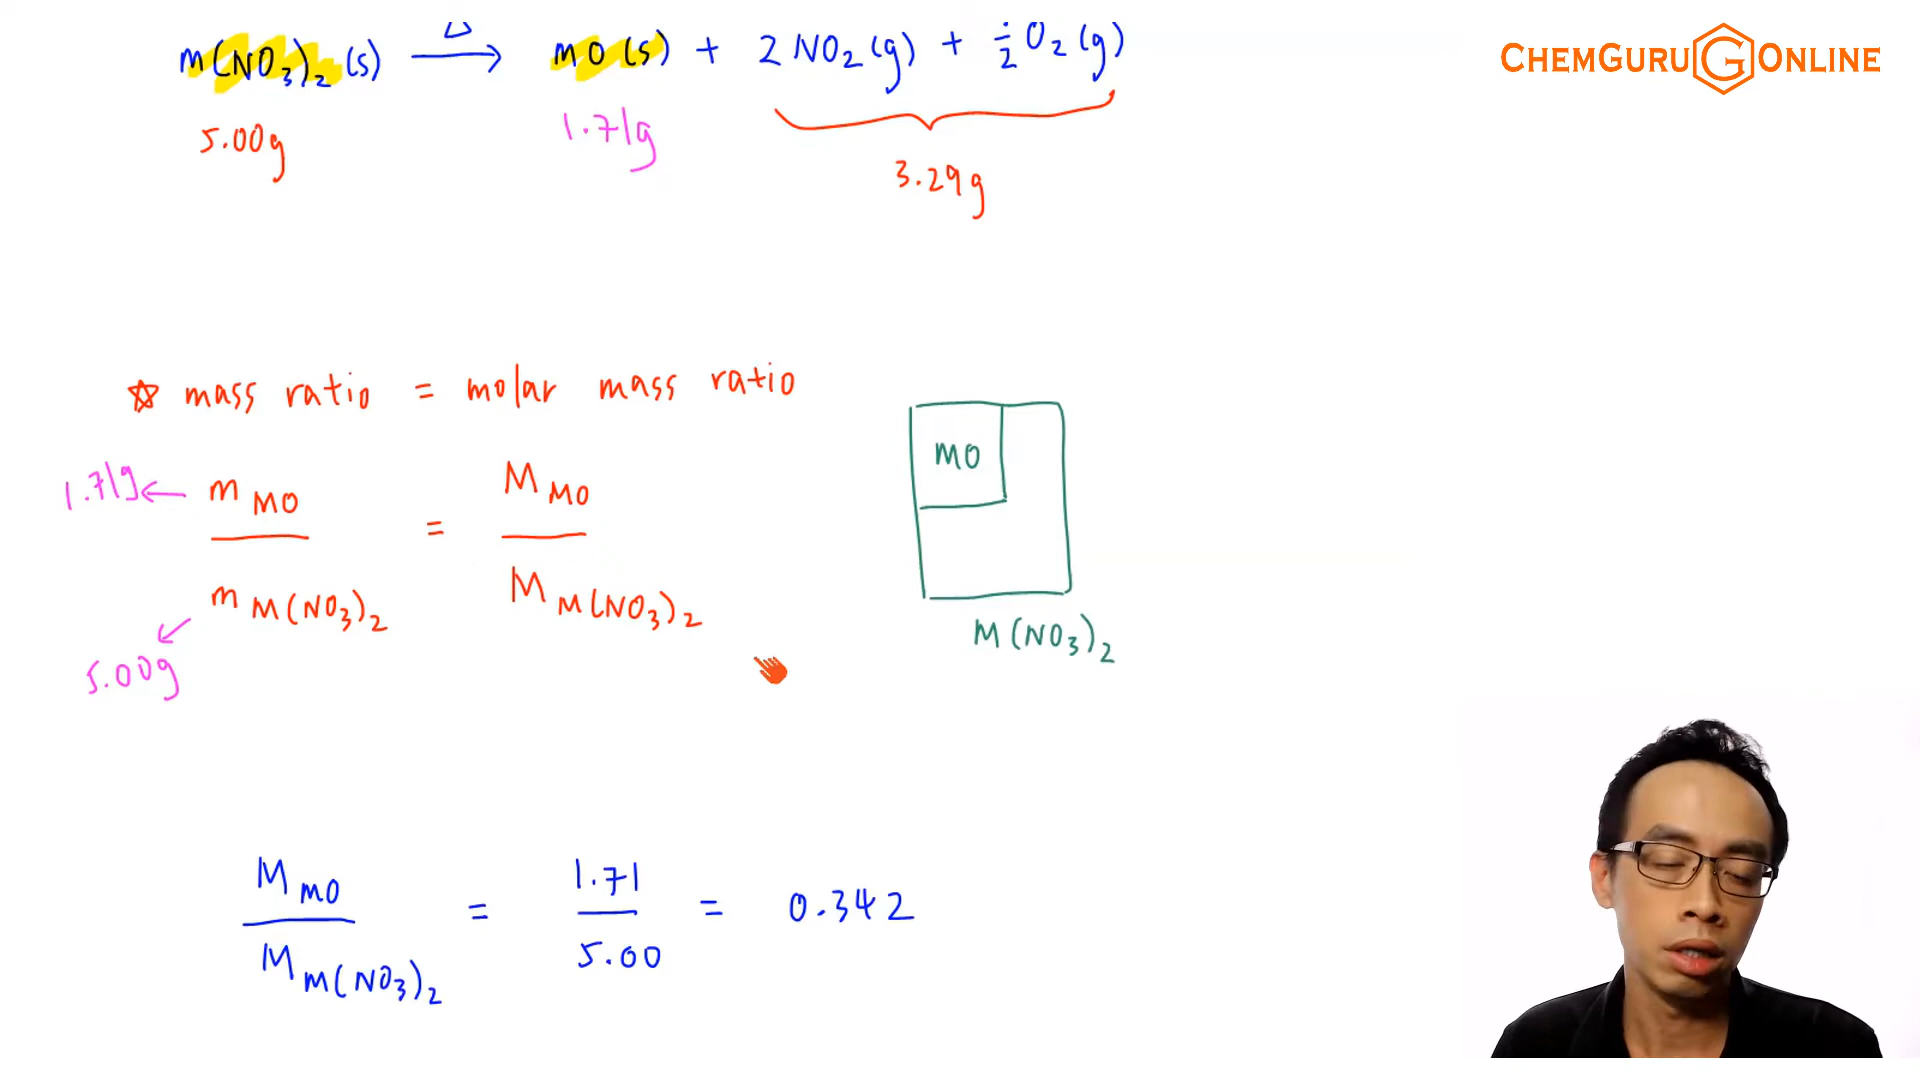 M(NO₃)₂ (s) —Δ→ MO (s) + 2 NO₂ (g) + ½ O₂ (g)
CHEMGURU G ONLINE
5.00g 1.71g 3.29g
☆ mass ratio = molar mass ratio
1.71g ← m MO / m M(NO₃)₂ = M MO / M M(NO₃)₂
5.00g
MO
M(NO₃)₂
M MO / M M(NO₃)₂ = 1.71 / 5.00 = 0.342